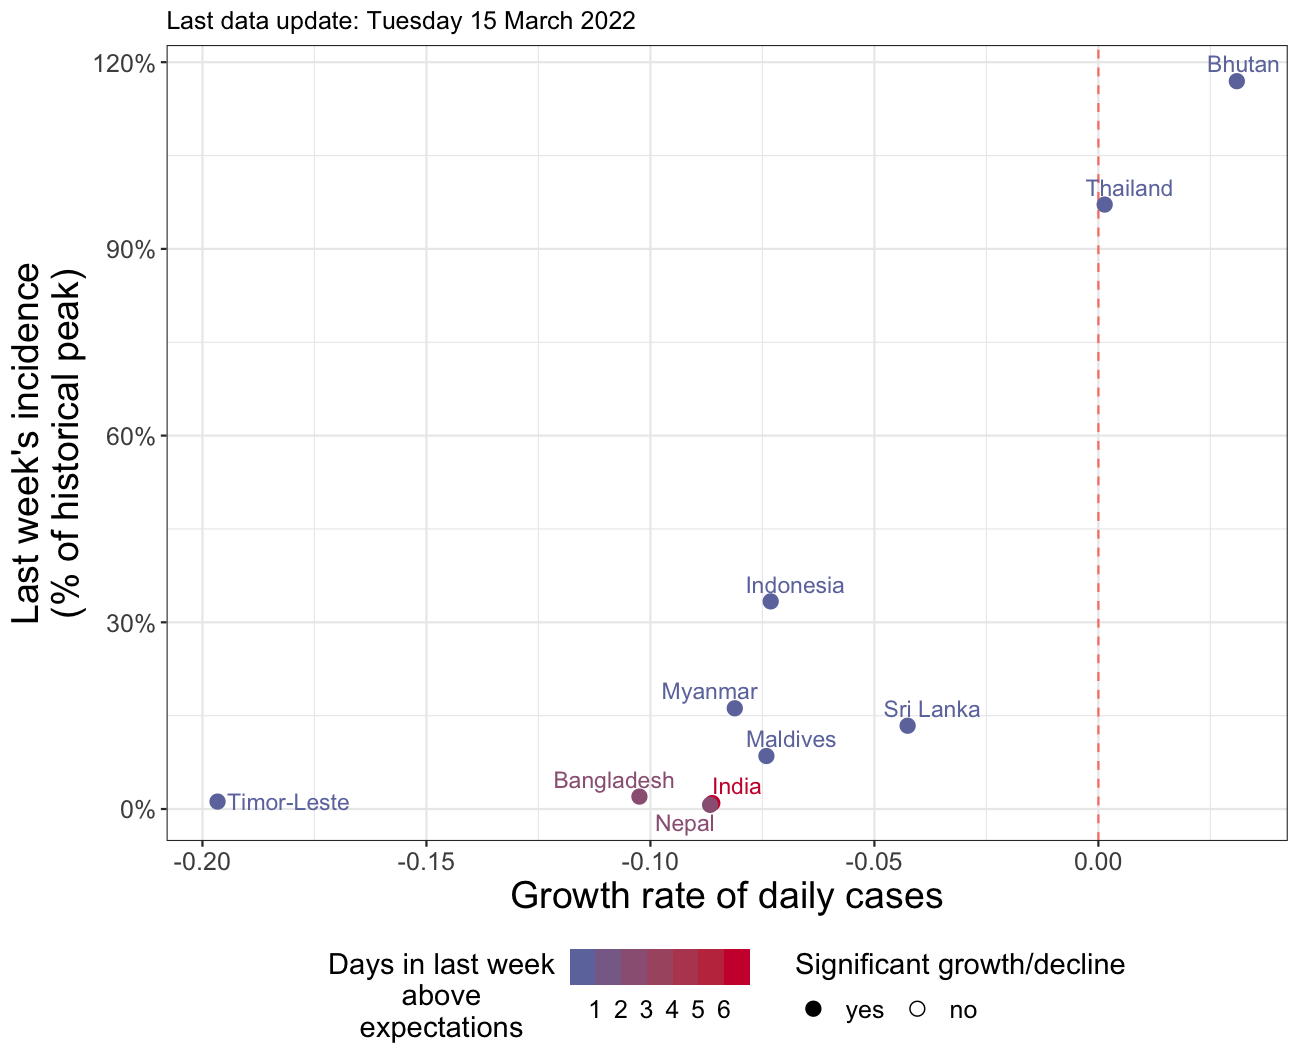 Last data update: Tuesday 15 March 2022
Last week's incidence
(% of historical peak)
120%
90%
60%
30%
0%
Bhutan
Thailand
Indonesia
Myanmar
Sri Lanka
Maldives
Bangladesh
India
Timor-Leste
Nepal
-0.20
-0.15
-0.10
-0.05
0.00
Growth rate of daily cases
Days in last week
above
expectations
1 2 3 4 5 6
Significant growth/decline
yes no